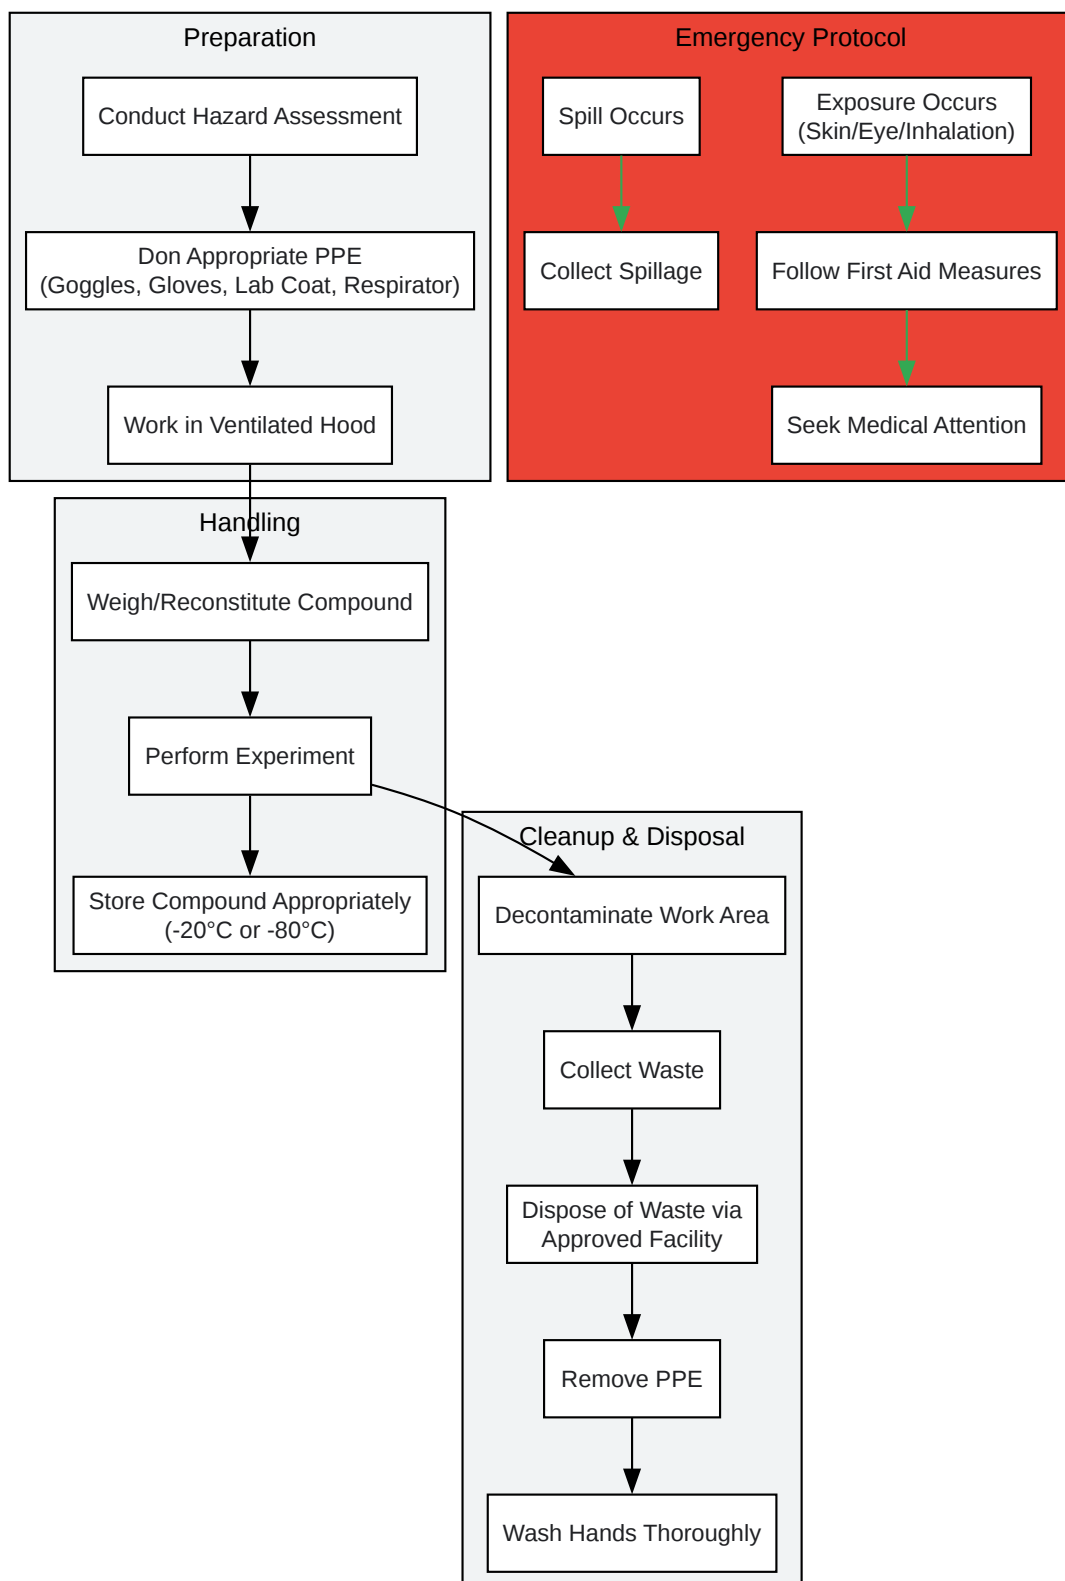 Preparation
Conduct Hazard Assessment
Don Appropriate PPE
(Goggles, Gloves, Lab Coat, Respirator)
Work in Ventilated Hood
Emergency Protocol
Spill Occurs
Collect Spillage
Exposure Occurs
(Skin/Eye/Inhalation)
Follow First Aid Measures
Seek Medical Attention
Handling
Weigh/Reconstitute Compound
Perform Experiment
Store Compound Appropriately
(-20°C or -80°C)
Cleanup & Disposal
Decontaminate Work Area
Collect Waste
Dispose of Waste via
Approved Facility
Remove PPE
Wash Hands Thoroughly